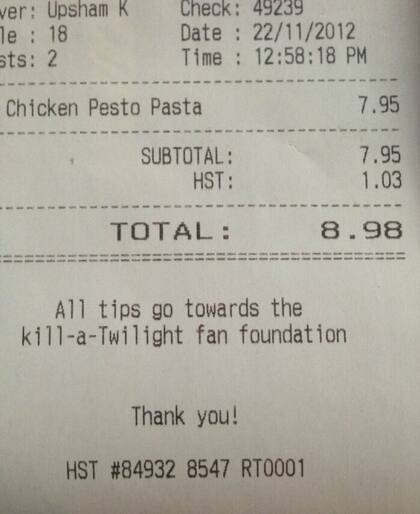 ver: Upsham K Check: 49239
le : 18 Date : 22/11/2012
sts: 2 Time : 12:58:18 PM
Chicken Pesto Pasta 7.95
SUBTOTAL: 7.95
HST: 1.03
TOTAL: 8.98
All tips go towards the
kill-a-Twilight fan foundation
Thank you!
HST #84932 8547 RT0001